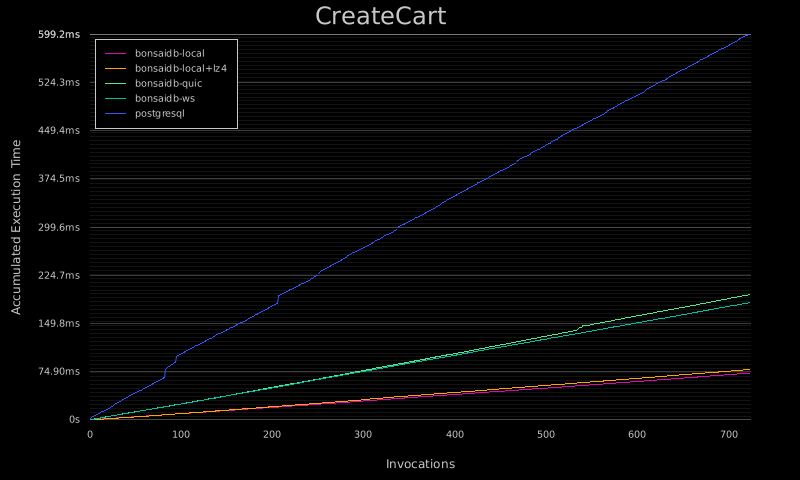 CreateCart
599.2ms
524.3ms
449.4ms
374.5ms
299.6ms
224.7ms
149.8ms
74.90ms
0s
Accumulated Execution Time
bonsaidb-local
bonsaidb-local+lz4
bonsaidb-quic
bonsaidb-ws
postgresql
0 100 200 300 400 500 600 700
Invocations